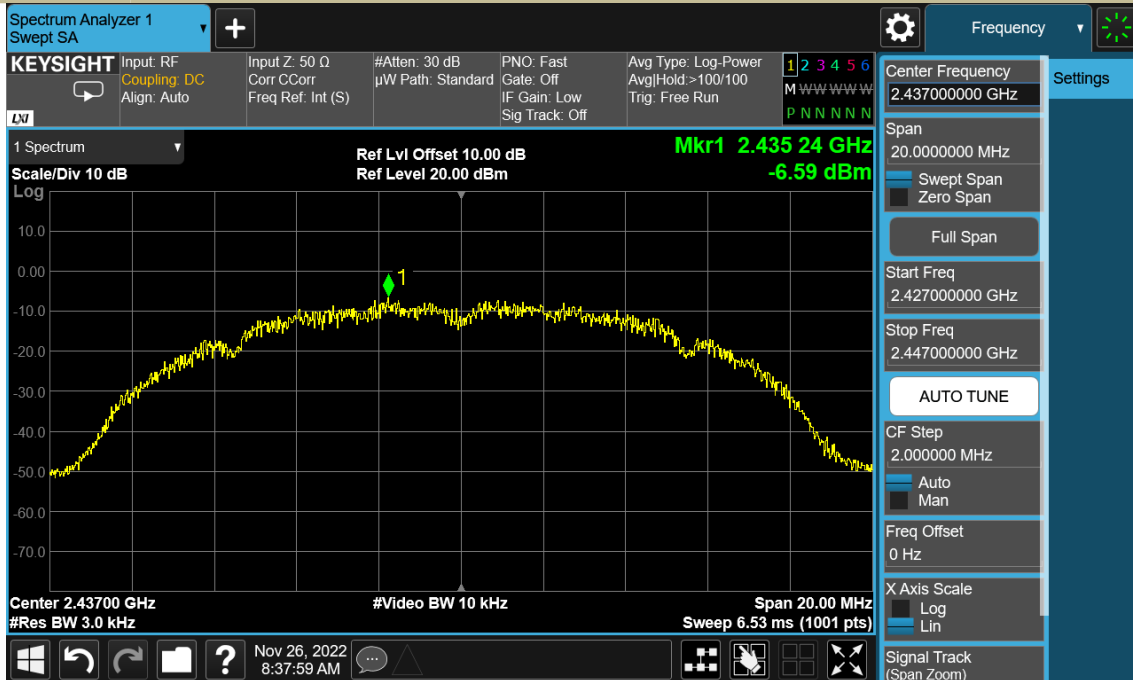 Spectrum Analyzer 1
Swept SA
+
Frequency
KEYSIGHT
LXI
Input: RF
Coupling: DC
Align: Auto
Input Z: 50 Ω
Corr CCorr
Freq Ref: Int (S)
#Atten: 30 dB
µW Path: Standard
PNO: Fast
Gate: Off
IF Gain: Low
Sig Track: Off
Avg Type: Log-Power
Avg|Hold:>100/100
Trig: Free Run
1 2 3 4 5 6
M W W W W W
P N N N N N
1 Spectrum
Scale/Div 10 dB
Ref Lvl Offset 10.00 dB
Ref Level 20.00 dBm
Mkr1 2.435 24 GHz
-6.59 dBm
Log
10.0
0.00
-10.0
-20.0
-30.0
-40.0
-50.0
-60.0
-70.0
1
Center 2.43700 GHz
#Res BW 3.0 kHz
#Video BW 10 kHz
Span 20.00 MHz
Sweep 6.53 ms (1001 pts)
Nov 26, 2022
8:37:59 AM
?
Center Frequency
2.437000000 GHz
Span
20.0000000 MHz
Swept Span
Zero Span
Full Span
Start Freq
2.427000000 GHz
Stop Freq
2.447000000 GHz
AUTO TUNE
CF Step
2.000000 MHz
Auto
Man
Freq Offset
0 Hz
X Axis Scale
Log
Lin
Signal Track
(Span Zoom)
Settings